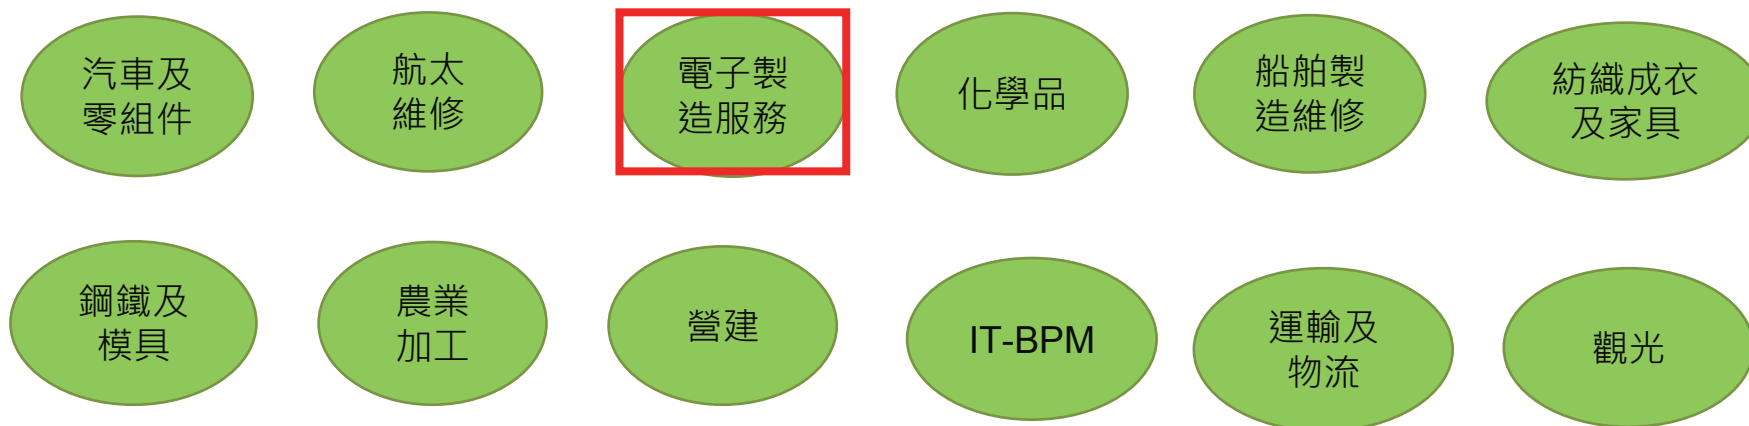 汽車及
零組件
航太
維修
電子製
造服務
化學品
船舶製
造維修
紡織成衣
及家具
鋼鐵及
模具
農業
加工
營建
IT-BPM
運輸及
物流
觀光